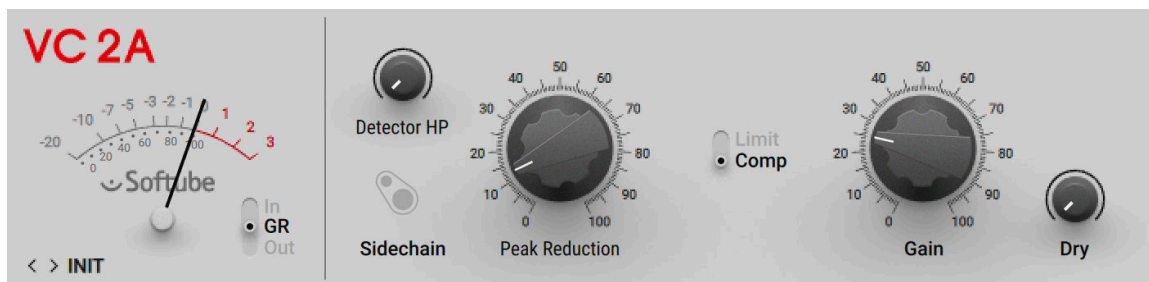 VC 2A
-20 -10 -7 -5 -3 -2 -1 0 1 2 3
0 20 40 60 80 100
Softube
In
GR
Out
< > INIT
Detector HP
Sidechain
0 10 20 30 40 50 60 70 80 90 100
Peak Reduction
Limit
Comp
0 10 20 30 40 50 60 70 80 90 100
Gain
Dry